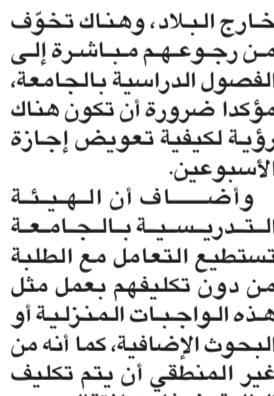 خارج البلاد، وهناك تخوّف
من رجوعهم مباشرة إلى
الفصول الدراسية بالجامعة،
مؤكدا ضرورة أن تكون هناك
رؤية لكيفية تعويض إجازة
الأسبوعين.
وأضاف أن الهيئة
التدريسية بالجامعة
تستطيع التعامل مع الطلبة
من دون تكليفهم بعمل مثل
هذه الواجبات المنزلية أو
البحوث الإضافية، كما أنه من
غير المنطقي أن يتم تكليف